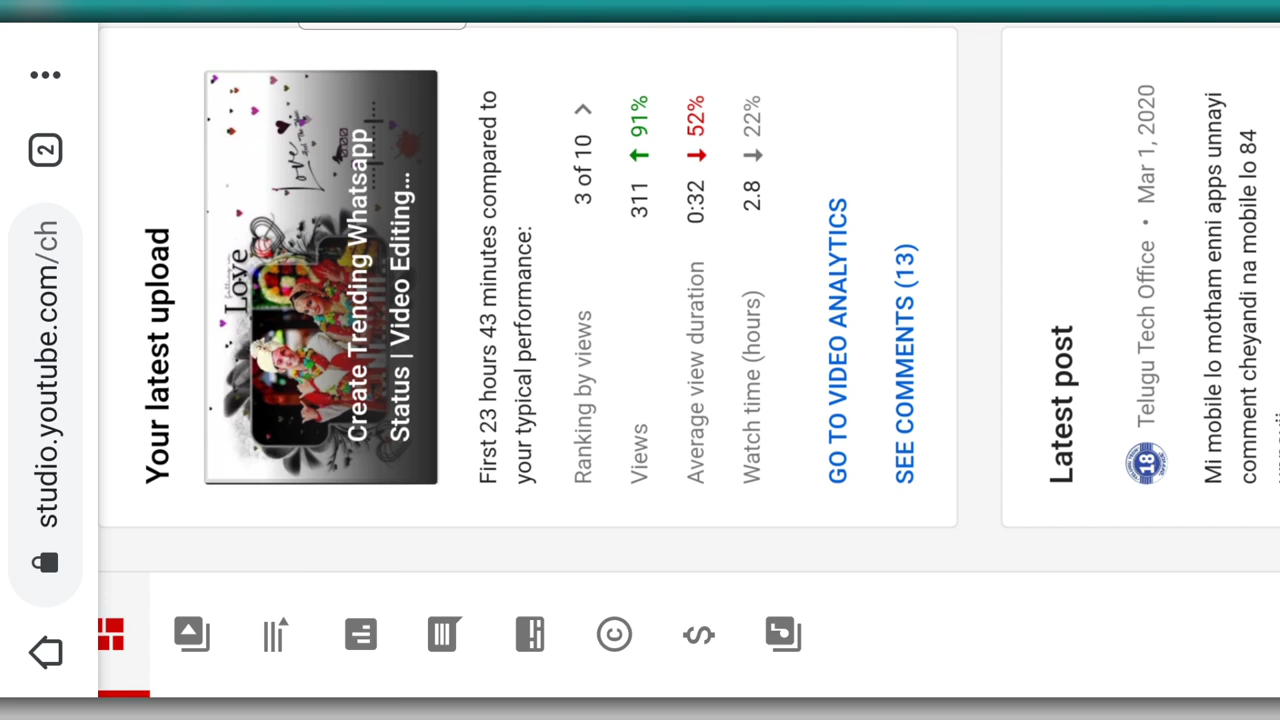 2
studio.youtube.com/ch
Your latest upload
Love
Love
Create Trending Whatsapp
Status | Video Editing...
First 23 hours 43 minutes compared to
your typical performance:
Ranking by views 3 of 10
Views 311 91%
Average view duration 0:32 52%
Watch time (hours) 2.8 22%
GO TO VIDEO ANALYTICS
SEE COMMENTS (13)
Latest post
18 Telugu Tech Office • Mar 1, 2020
Mi mobile lo motham enni apps unnayi
comment cheyandi na mobile lo 84